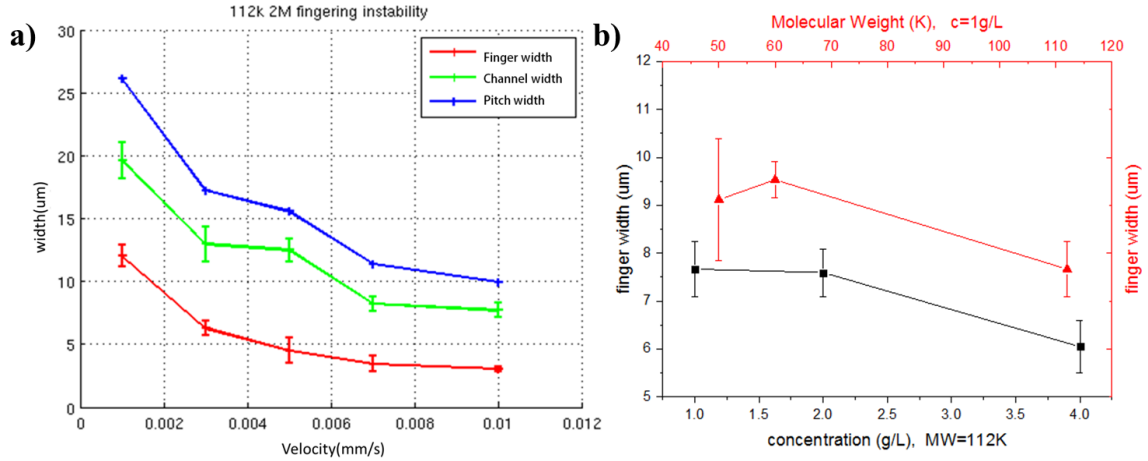 a)
112k 2M fingering instability
30
25
20
15
10
5
0
width(um)
0
0.002
0.004
0.006
0.008
0.01
0.012
Velocity(mm/s)
Finger width
Channel width
Pitch width
b)
Molecular Weight (K), c=1g/L
40 50 60 70 80 90 100 110 120
12
11
10
9
8
7
6
5
finger width (um)
finger width (um)
1.0 1.5 2.0 2.5 3.0 3.5 4.0
concentration (g/L), MW=112K